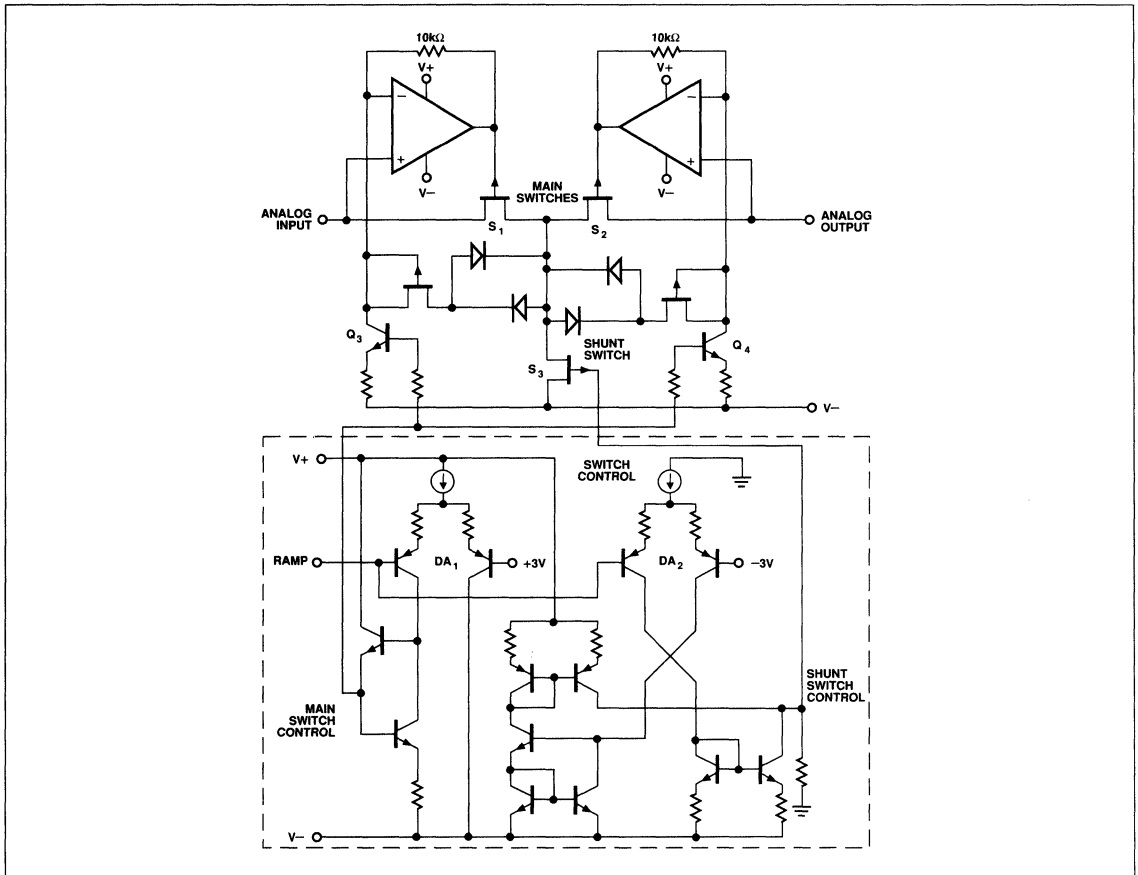 10kΩ
10kΩ
V+
V+
−
−
+
+
V−
V−
MAIN
SWITCHES
ANALOG
INPUT
S1
S2
ANALOG
OUTPUT
Q3
SHUNT
SWITCH
Q4
S3
V−
V+
SWITCH
CONTROL
RAMP
DA1
+3V
DA2
−3V
SHUNT
SWITCH
CONTROL
MAIN
SWITCH
CONTROL
V−